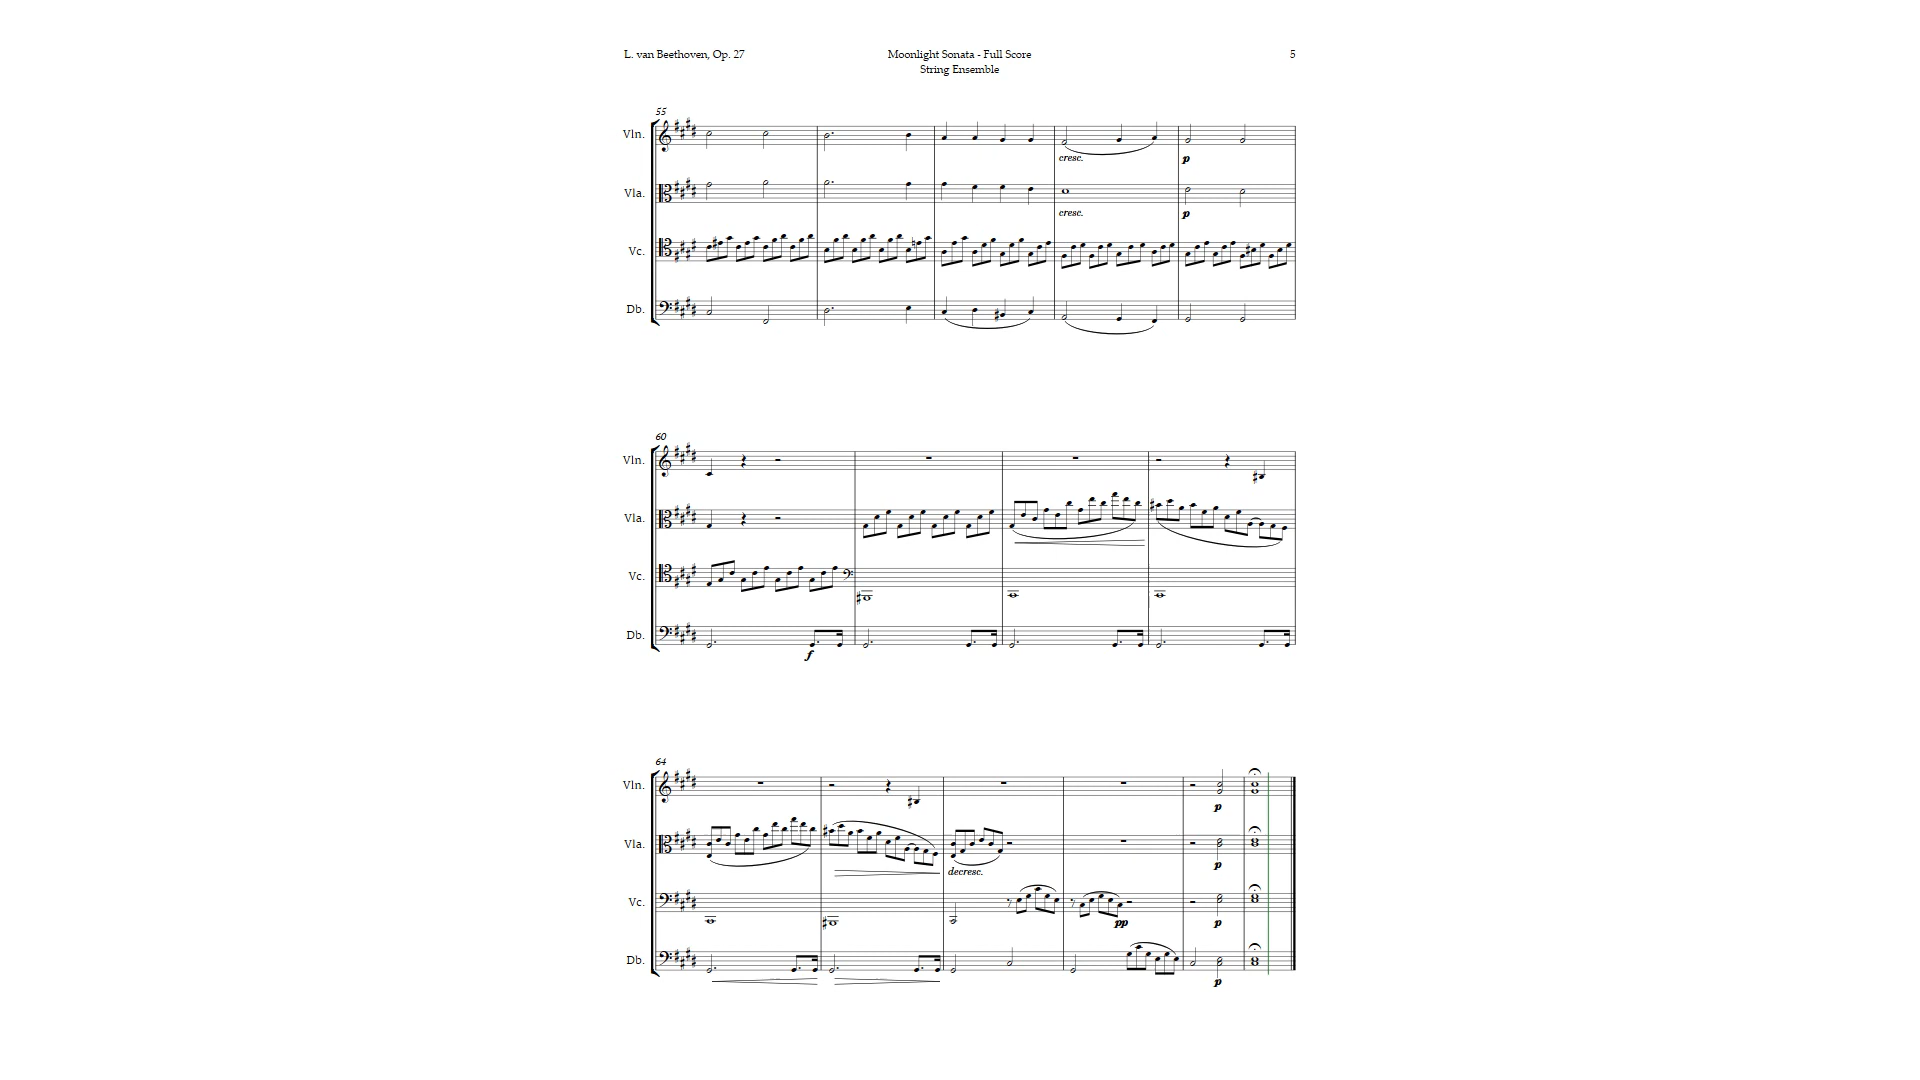 L. van Beethoven, Op. 27 Moonlight Sonata - Full Score 5
String Ensemble
55
Vln.
cresc. p
Vla.
cresc. p
Vc.
Db.
60
Vln.
Vla.
Vc.
Db.
f
64
Vln.
p
Vla.
p
decresc.
Vc.
pp p
Db.
p